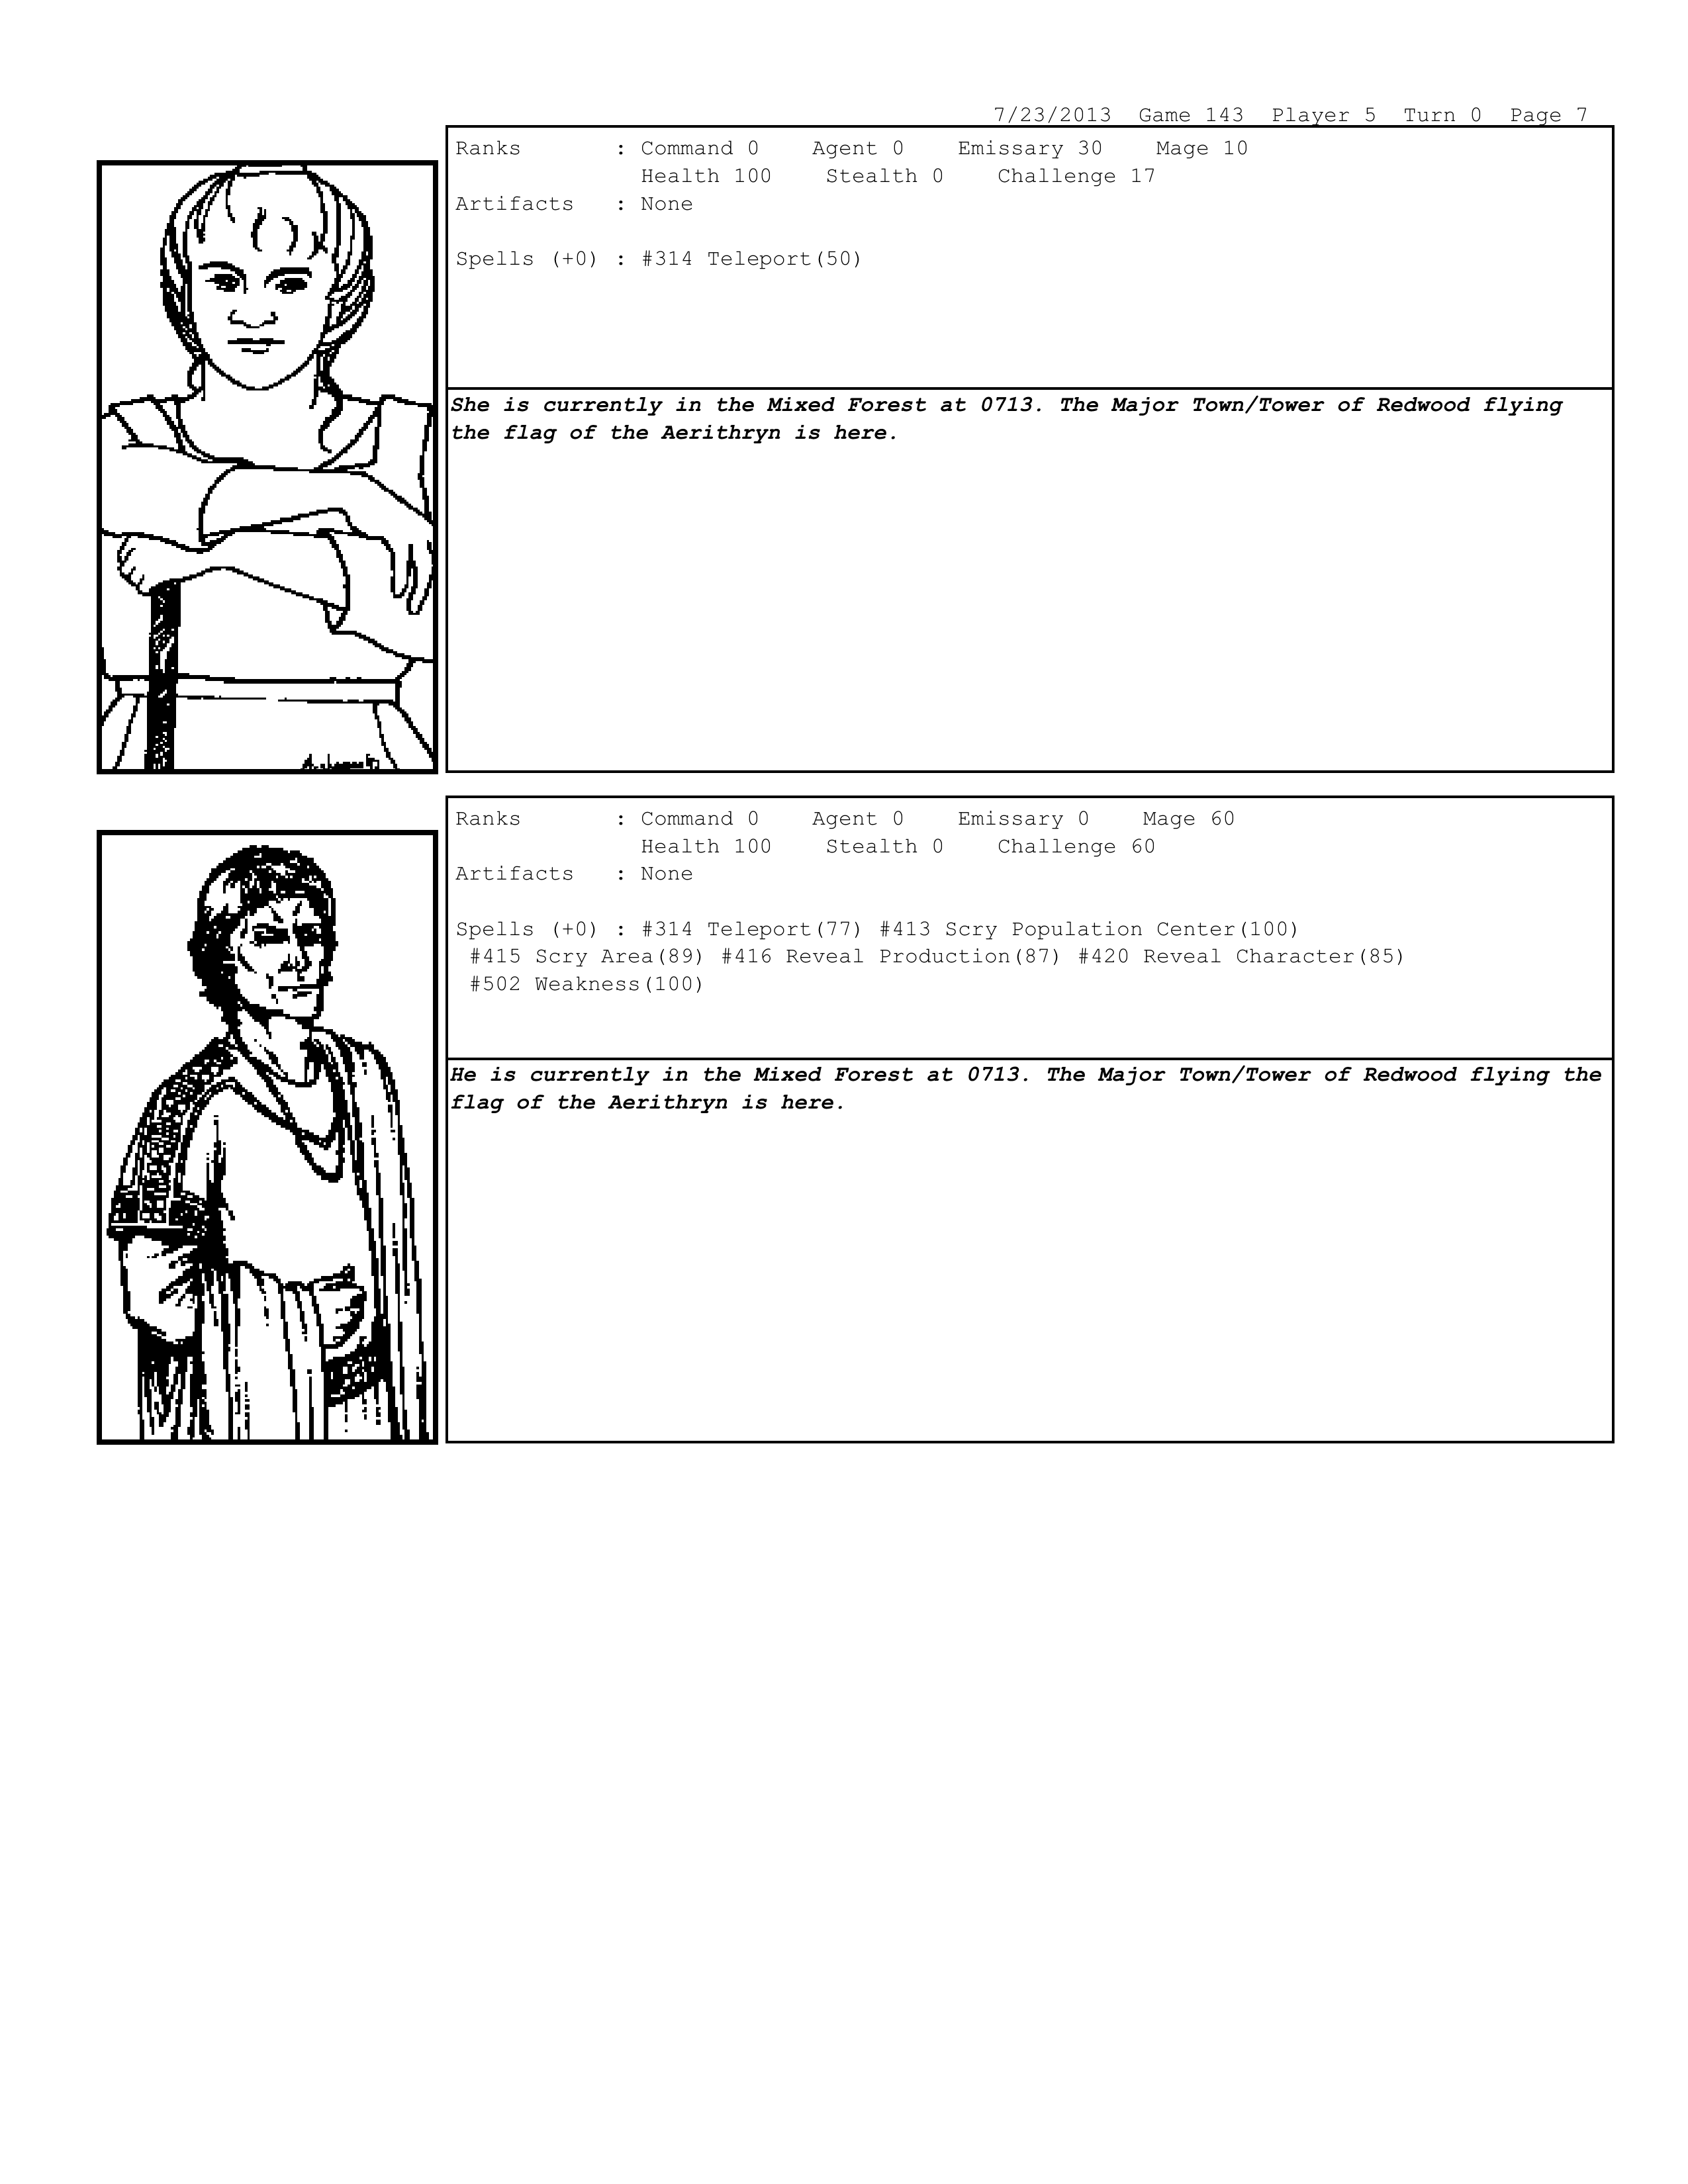 7/23/2013  Game 143  Player 5  Turn 0  Page 7
Ranks       : Command 0    Agent 0    Emissary 30    Mage 10
Health 100    Stealth 0    Challenge 17
Artifacts   : None
Spells (+0) : #314 Teleport(50)
She is currently in the Mixed Forest at 0713. The Major Town/Tower of Redwood flying
the flag of the Aerithryn is here.
Ranks       : Command 0    Agent 0    Emissary 0    Mage 60
Health 100    Stealth 0    Challenge 60
Artifacts   : None
Spells (+0) : #314 Teleport(77) #413 Scry Population Center(100)
#415 Scry Area(89) #416 Reveal Production(87) #420 Reveal Character(85)
#502 Weakness(100)
He is currently in the Mixed Forest at 0713. The Major Town/Tower of Redwood flying the
flag of the Aerithryn is here.